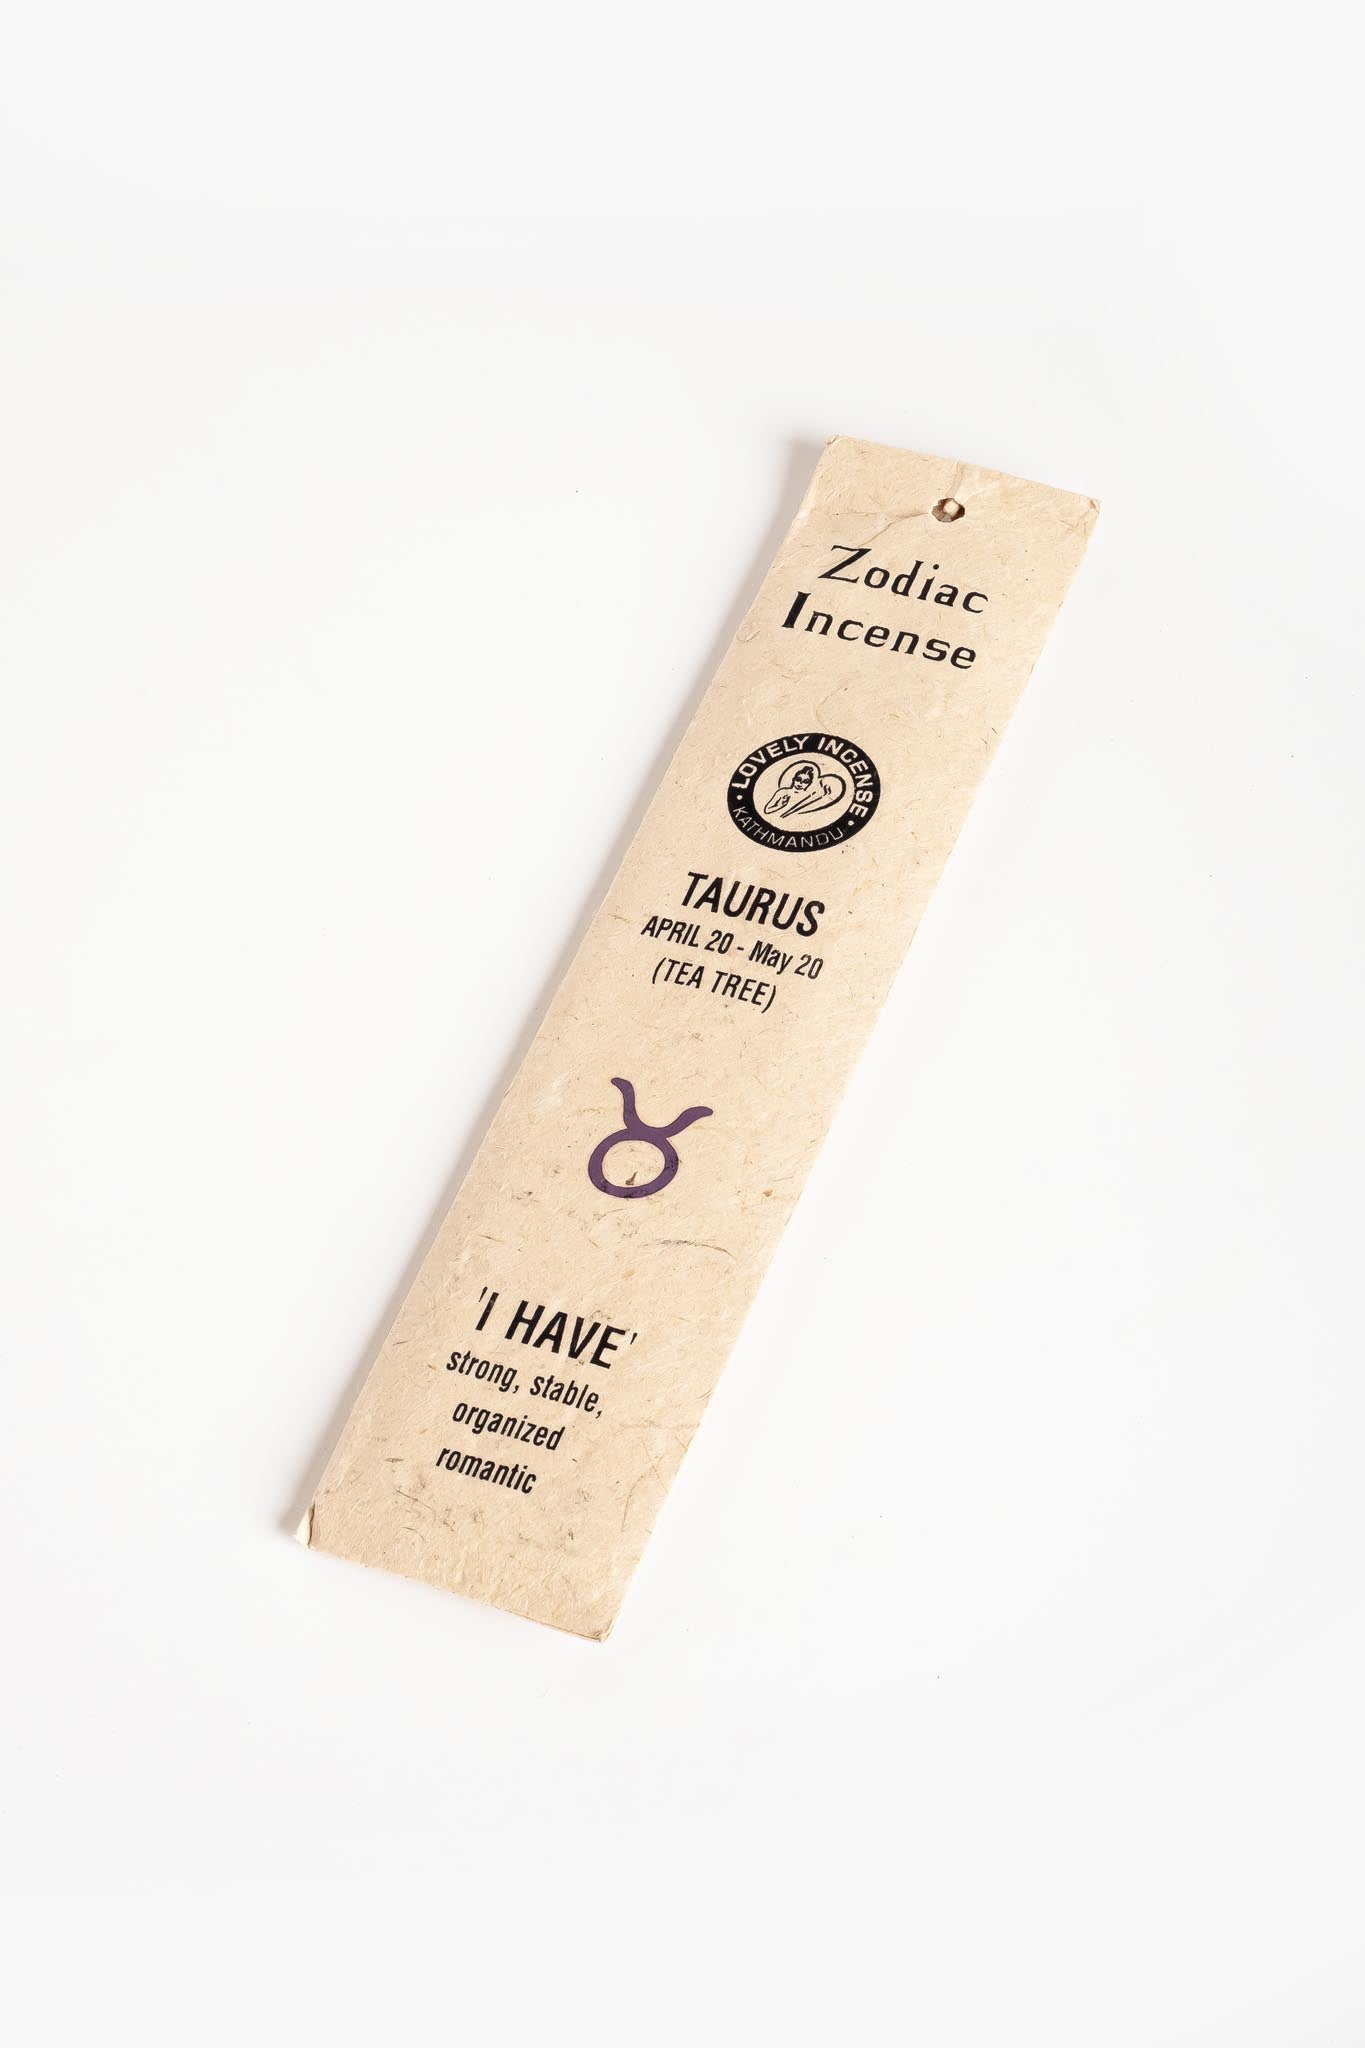 Zodiac
Incense
LOVELY INCENSE
• KATHMANDU •
TAURUS
APRIL 20 - May 20
(TEA TREE)
'I HAVE'
strong, stable,
organized
romantic